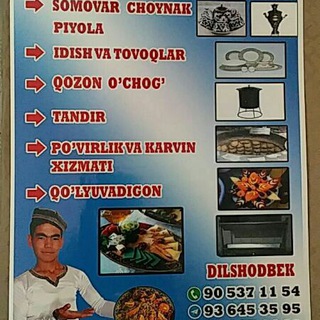 SOMOVAR CHOYNAK
PIYOLA
IDISH VA TOVOQLAR
QOZON O'CHOG'
TANDIR
PO'VIRLIK VA KARVIN
XIZMATI
QO'LYUVADIGON
DILSHODBEK
90 537 11 54
93 645 35 95